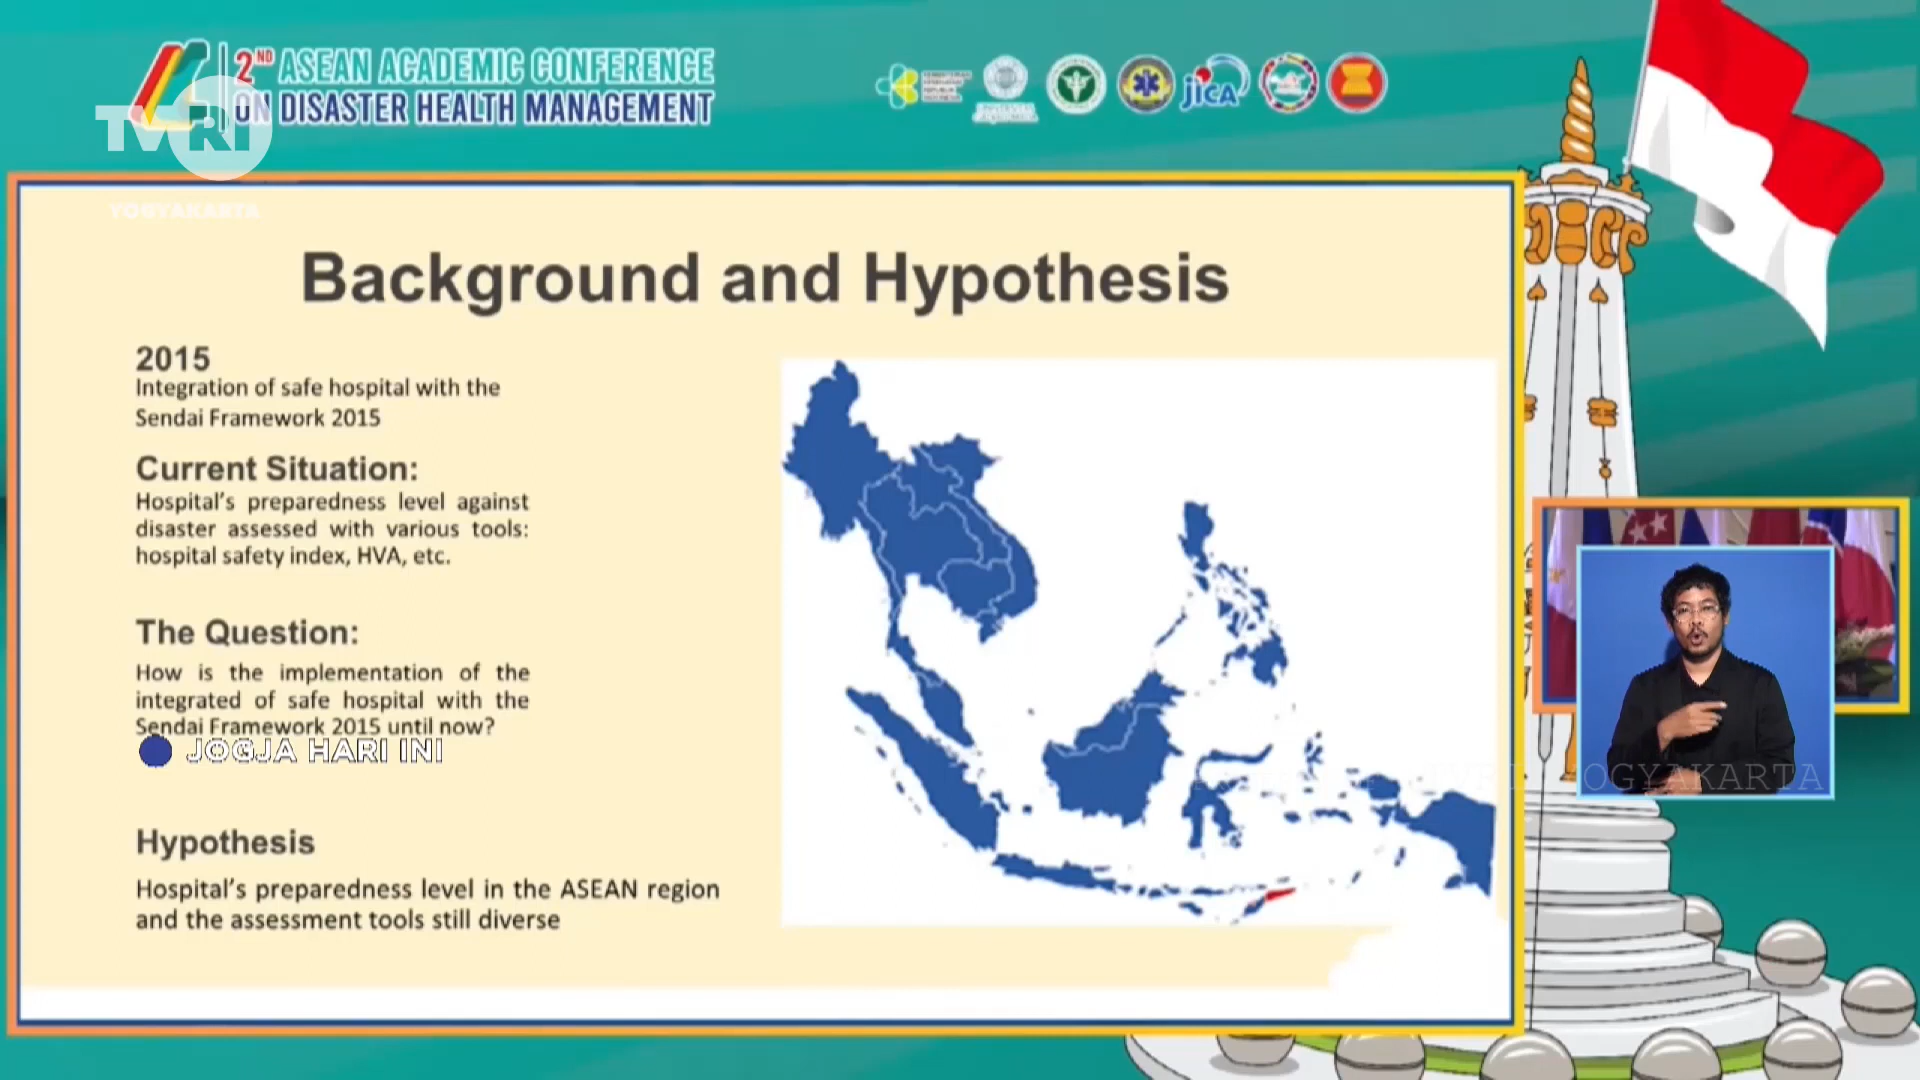 2ND ASEAN ACADEMIC CONFERENCE
ON DISASTER HEALTH MANAGEMENT
TVRI
YOGYAKARTA
jica
Background and Hypothesis
2015
Integration of safe hospital with the
Sendai Framework 2015
Current Situation:
Hospital's preparedness level against
disaster assessed with various tools:
hospital safety index, HVA, etc.
The Question:
How is the implementation of the
integrated of safe hospital with the
Sendai Framework 2015 until now?
JOGJA HARI INI
Hypothesis
Hospital's preparedness level in the ASEAN region
and the assessment tools still diverse
TVRI YOGYAKARTA